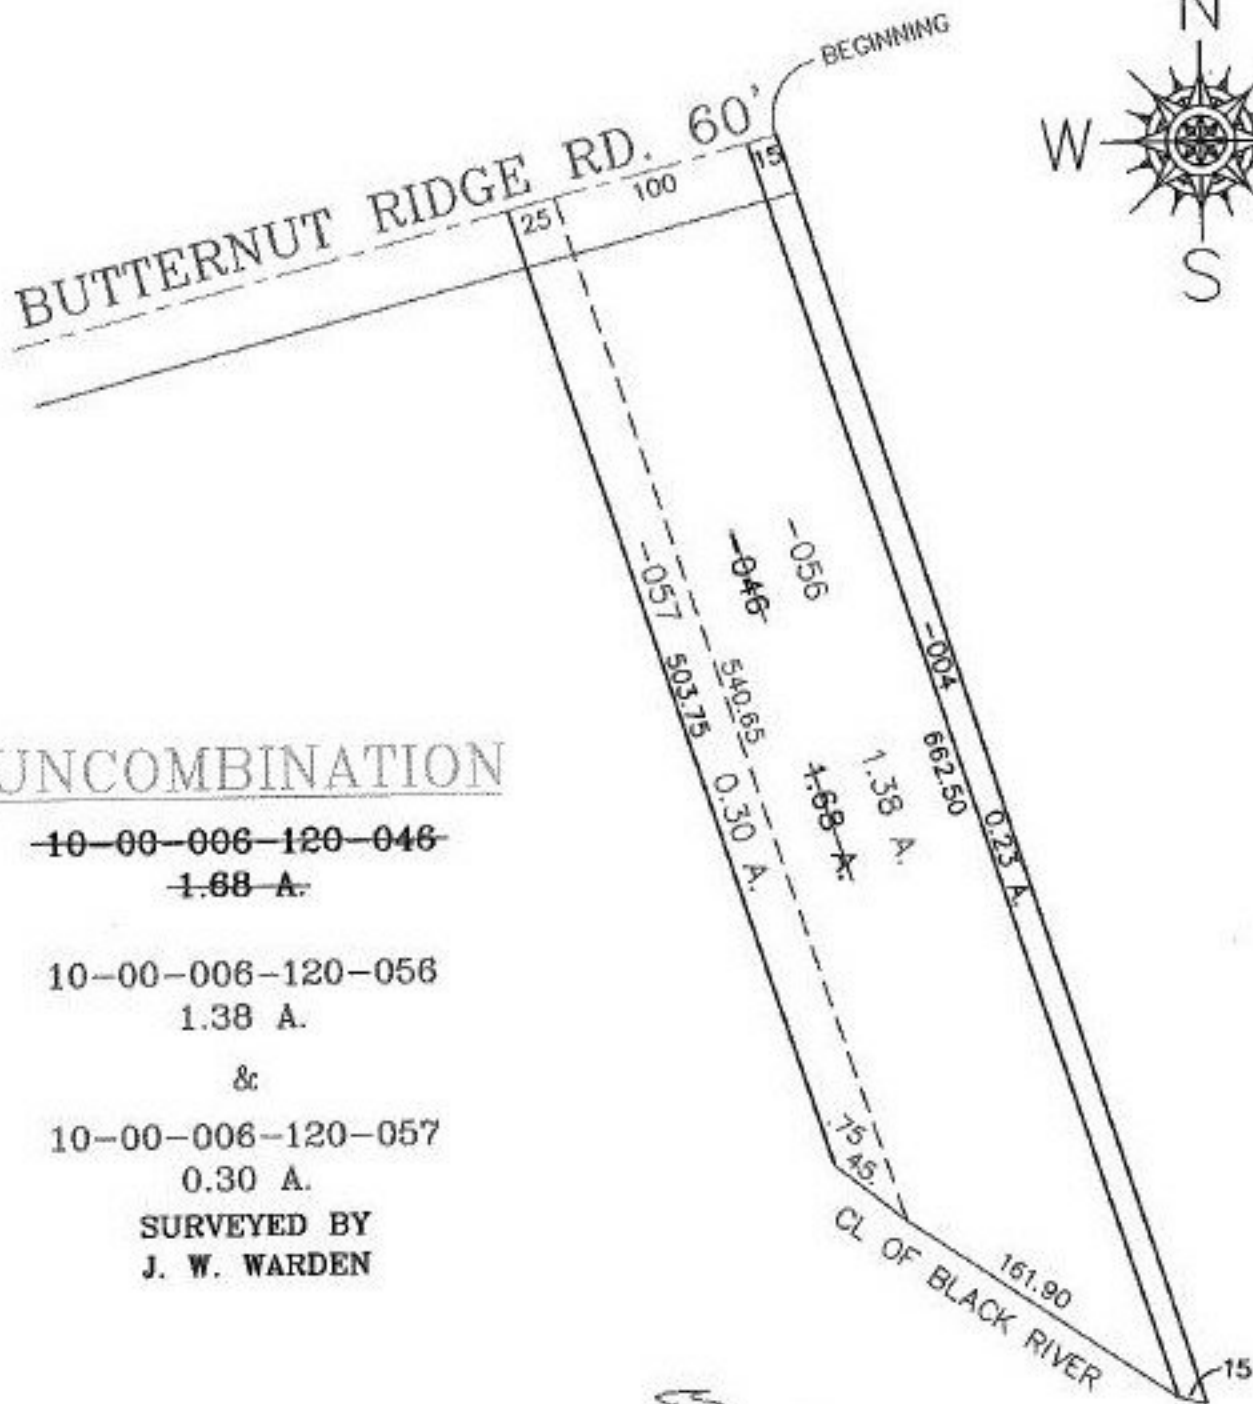 BEGINNING
N
W
S
BUTTERNUT RIDGE RD. 60'
25
100
15
-057
-046
-056
-004
503.75
540.65
662.50
0.30 A.
1.68 A.
1.38 A.
0.23 A.
UNCOMBINATION
10-00-006-120-046
1.68 A.
10-00-006-120-056
1.38 A.
&
10-00-006-120-057
0.30 A.
SURVEYED BY
J. W. WARDEN
.75
45.
161.90
CL OF BLACK RIVER
15